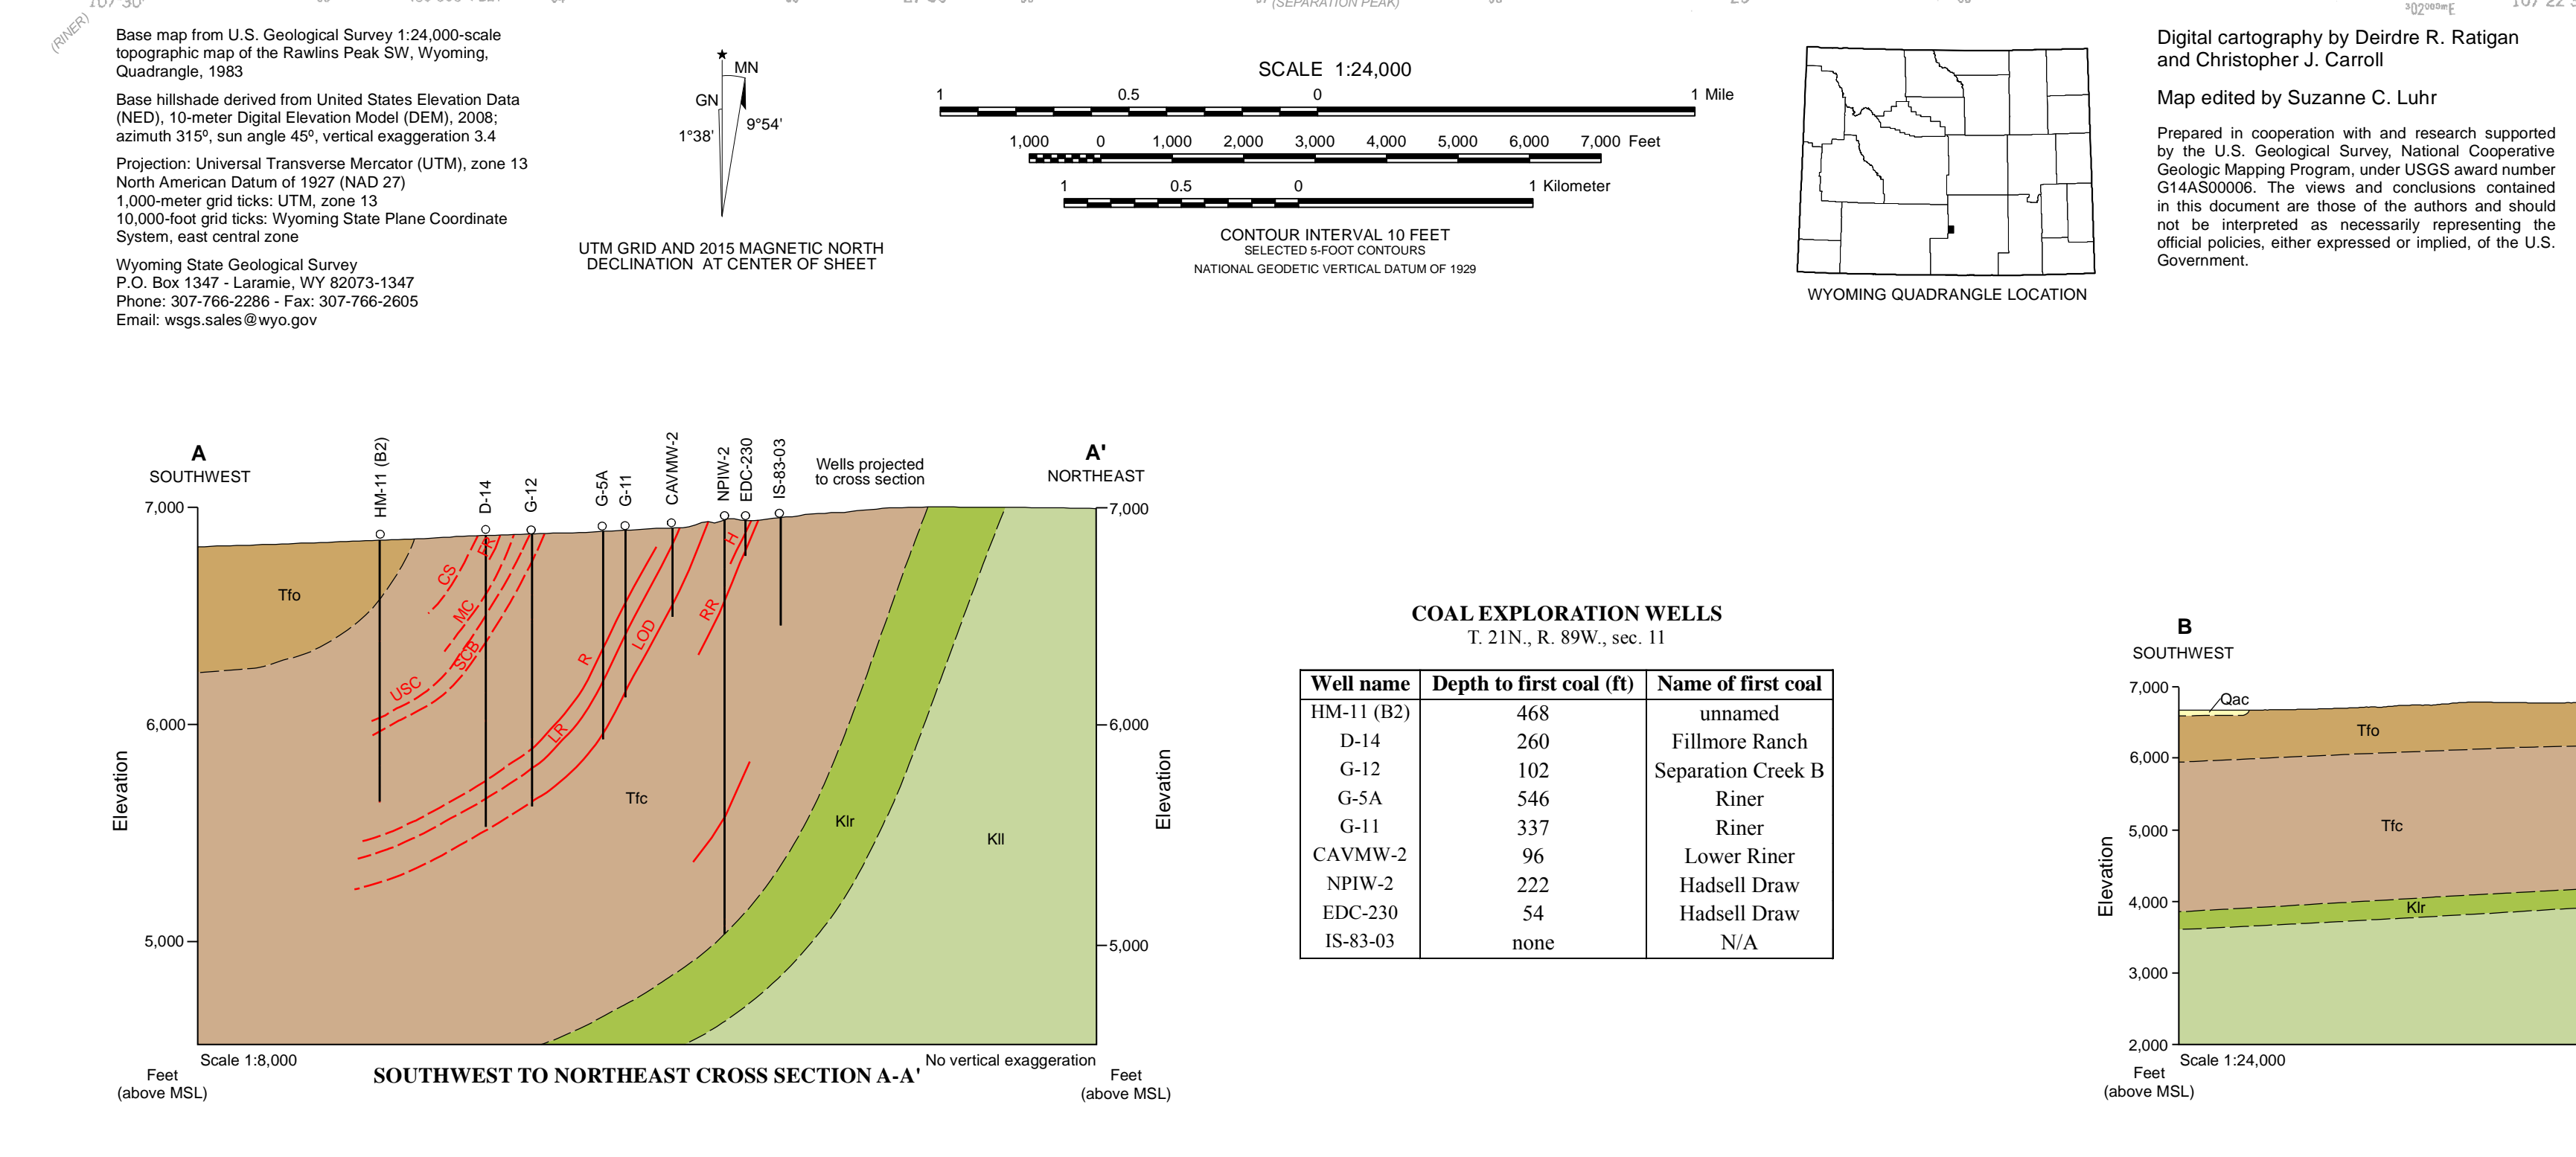 107°30'
(SEPARATION PEAK)
(RINER)
Base map from U.S. Geological Survey 1:24,000-scale
topographic map of the Rawlins Peak SW, Wyoming,
Quadrangle, 1983
Base hillshade derived from United States Elevation Data
(NED), 10-meter Digital Elevation Model (DEM), 2008;
azimuth 315º, sun angle 45º, vertical exaggeration 3.4
Projection: Universal Transverse Mercator (UTM), zone 13
North American Datum of 1927 (NAD 27)
1,000-meter grid ticks: UTM, zone 13
10,000-foot grid ticks: Wyoming State Plane Coordinate
System, east central zone
Wyoming State Geological Survey
P.O. Box 1347 - Laramie, WY 82073-1347
Phone: 307-766-2286 - Fax: 307-766-2605
Email: wsgs.sales@wyo.gov
MN
GN
1°38'
9°54'
UTM GRID AND 2015 MAGNETIC NORTH
DECLINATION AT CENTER OF SHEET
SCALE 1:24,000
1 0.5 0 1 Mile
1,000 0 1,000 2,000 3,000 4,000 5,000 6,000 7,000 Feet
1 0.5 0 1 Kilometer
CONTOUR INTERVAL 10 FEET
SELECTED 5-FOOT CONTOURS
NATIONAL GEODETIC VERTICAL DATUM OF 1929
WYOMING QUADRANGLE LOCATION
Digital cartography by Deirdre R. Ratigan
and Christopher J. Carroll
Map edited by Suzanne C. Luhr
Prepared in cooperation with and research supported
by the U.S. Geological Survey, National Cooperative
Geologic Mapping Program, under USGS award number
G14AS00006. The views and conclusions contained
in this document are those of the authors and should
not be interpreted as necessarily representing the
official policies, either expressed or implied, of the U.S.
Government.
A
SOUTHWEST
HM-11 (B2)
D-14
G-12
G-5A
G-11
CAVMW-2
NPIW-2
EDC-230
IS-83-03
Wells projected
to cross section
A'
NORTHEAST
7,000
6,000
5,000
Elevation
Tfo
CS
FR
MC
SCB
USC
R
LR
LOD
RR
H
Tfc
Klr
Kll
7,000
6,000
5,000
Elevation
Scale 1:8,000
No vertical exaggeration
Feet
(above MSL)
SOUTHWEST TO NORTHEAST CROSS SECTION A-A'
Feet
(above MSL)
COAL EXPLORATION WELLS
T. 21N., R. 89W., sec. 11
Well name Depth to first coal (ft) Name of first coal
HM-11 (B2) 468 unnamed
D-14 260 Fillmore Ranch
G-12 102 Separation Creek B
G-5A 546 Riner
G-11 337 Riner
CAVMW-2 96 Lower Riner
NPIW-2 222 Hadsell Draw
EDC-230 54 Hadsell Draw
IS-83-03 none N/A
B
SOUTHWEST
7,000
6,000
5,000
4,000
3,000
2,000
Elevation
Qac
Tfo
Tfc
Klr
Scale 1:24,000
Feet
(above MSL)